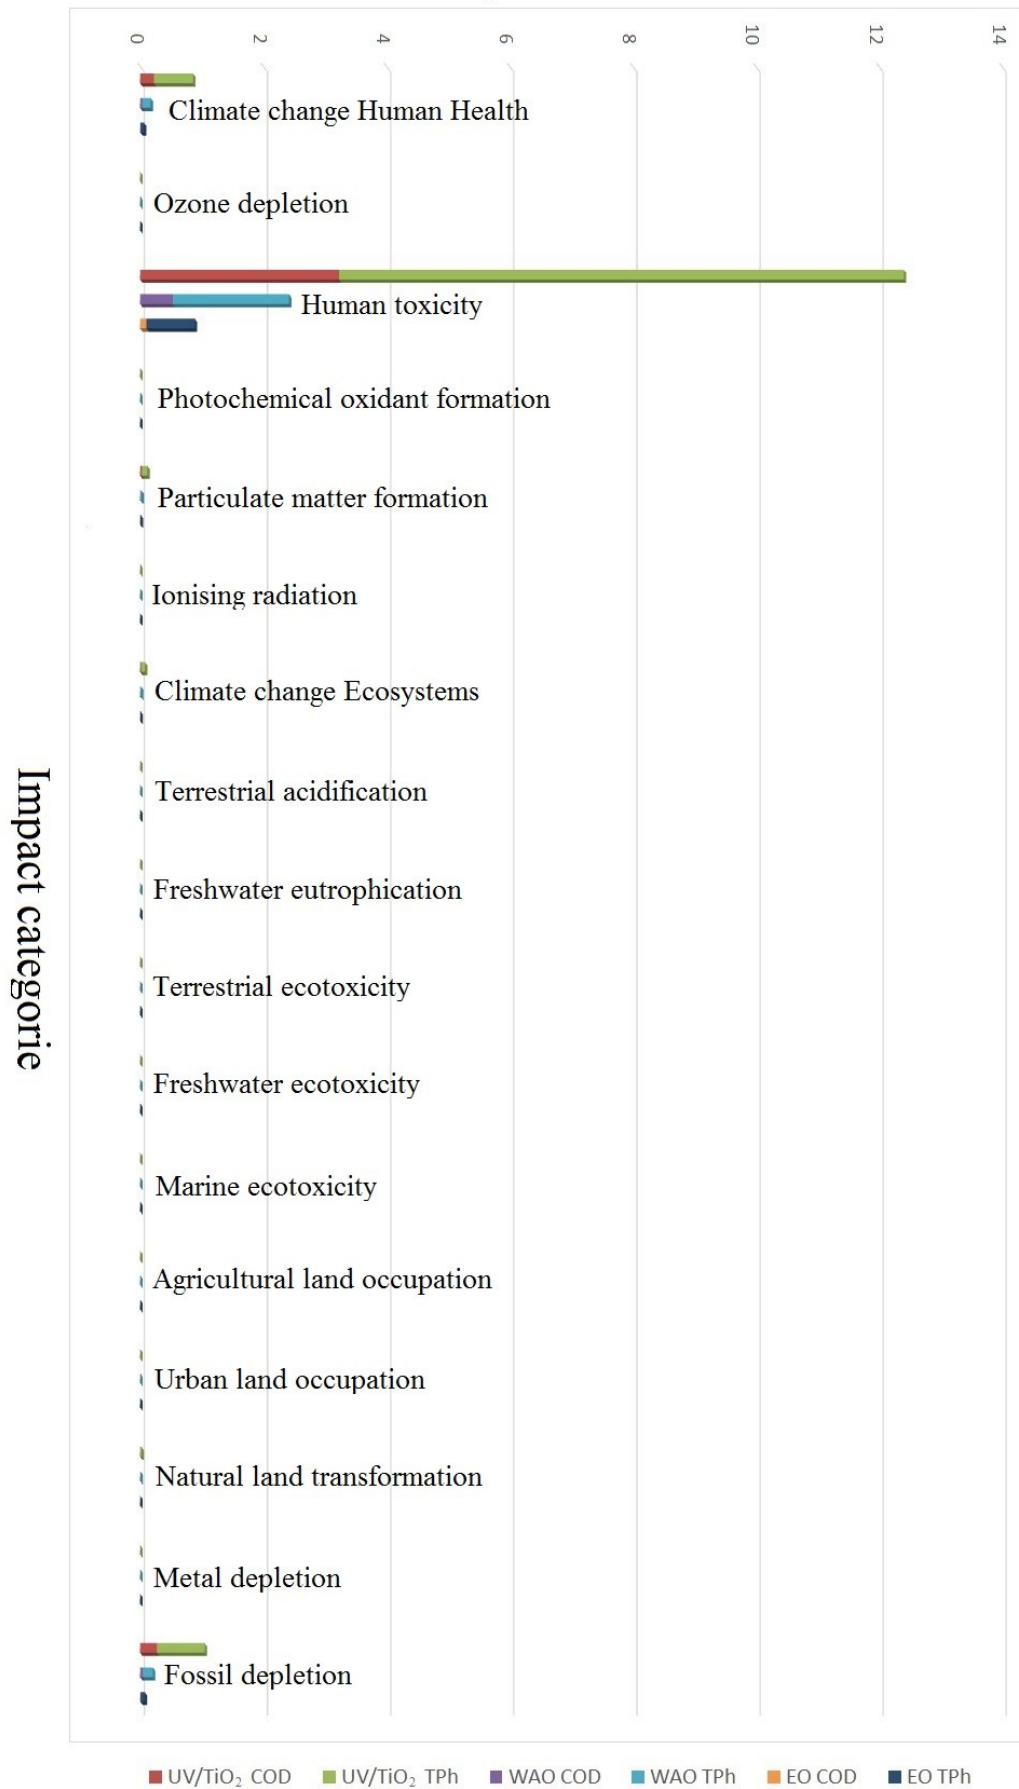 0 2 4 6 8 10 12 14
Climate change Human Health
Ozone depletion
Human toxicity
Photochemical oxidant formation
Particulate matter formation
Ionising radiation
Climate change Ecosystems
Terrestrial acidification
Freshwater eutrophication
Terrestrial ecotoxicity
Freshwater ecotoxicity
Marine ecotoxicity
Agricultural land occupation
Urban land occupation
Natural land transformation
Metal depletion
Fossil depletion
Impact categorie
UV/TiO₂ COD UV/TiO₂ TPh WAO COD WAO TPh EO COD EO TPh